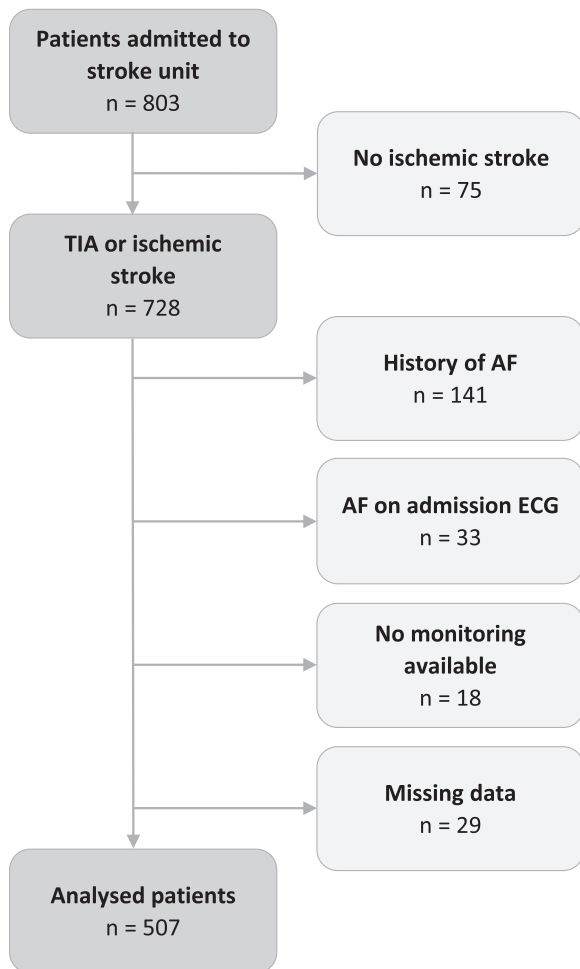 Patients admitted to
stroke unit
n = 803
No ischemic stroke
n = 75
TIA or ischemic
stroke
n = 728
History of AF
n = 141
AF on admission ECG
n = 33
No monitoring
available
n = 18
Missing data
n = 29
Analysed patients
n = 507